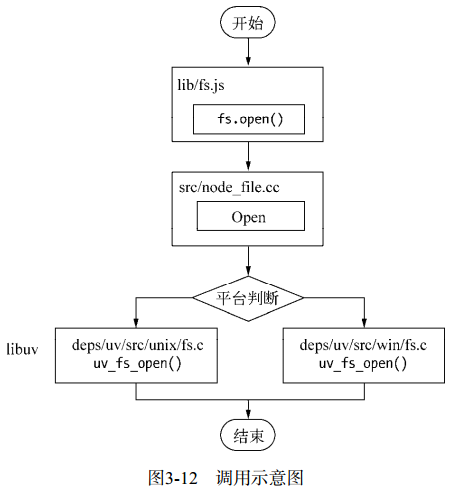 开始
lib/fs.js
fs.open()
src/node_file.cc
Open
平台判断
libuv
deps/uv/src/unix/fs.c
uv_fs_open()
deps/uv/src/win/fs.c
uv_fs_open()
结束
图3-12 调用示意图